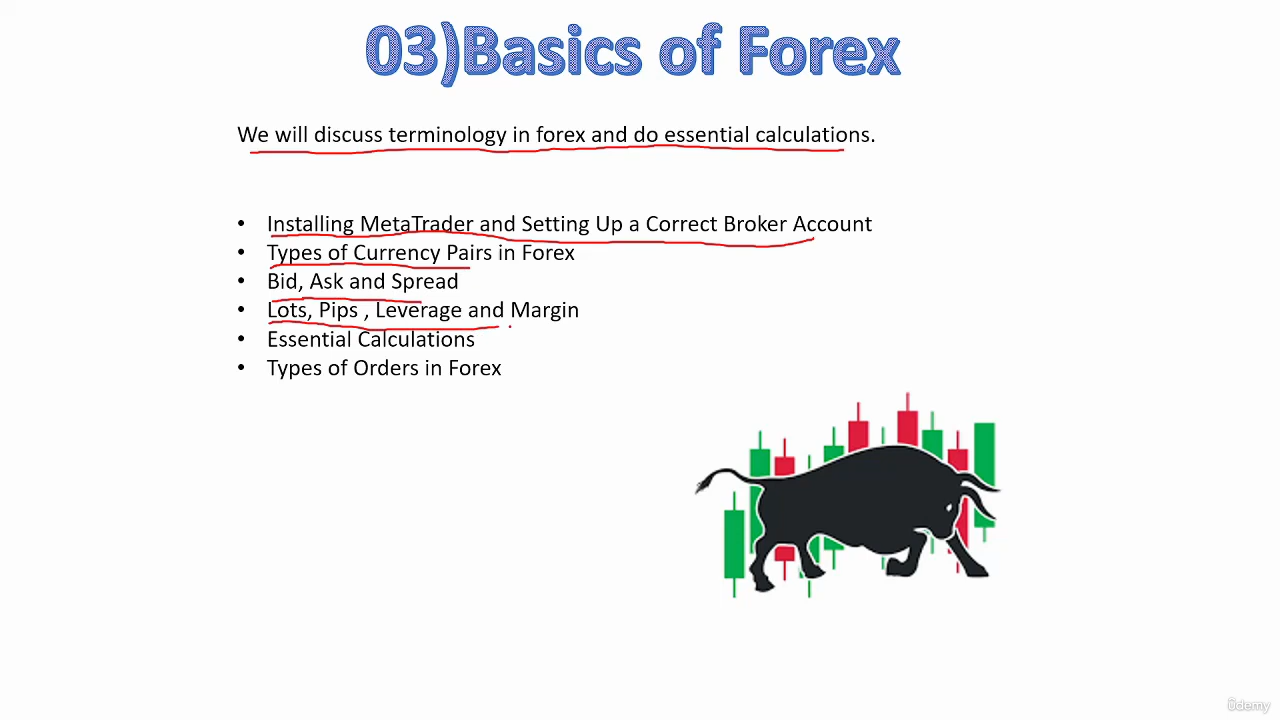 03)Basics of Forex
We will discuss terminology in forex and do essential calculations.
• Installing MetaTrader and Setting Up a Correct Broker Account
• Types of Currency Pairs in Forex
• Bid, Ask and Spread
• Lots, Pips , Leverage and Margin
• Essential Calculations
• Types of Orders in Forex
ûdemy